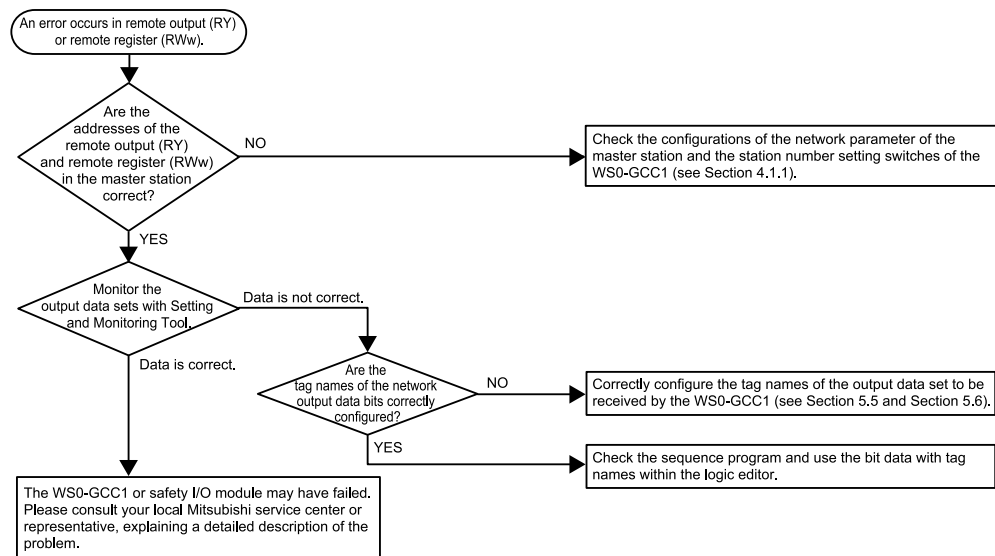 An error occurs in remote output (RY)
or remote register (RWw).
Are the
addresses of the
remote output (RY)
and remote register (RWw)
in the master station
correct?
NO
Check the configurations of the network parameter of the
master station and the station number setting switches of the
WS0-GCC1 (see Section 4.1.1).
YES
Monitor the
output data sets with Setting
and Monitoring Tool.
Data is not correct.
Data is correct.
Are the
tag names of the network
output data bits correctly
configured?
NO
Correctly configure the tag names of the output data set to be
received by the WS0-GCC1 (see Section 5.5 and Section 5.6).
YES
Check the sequence program and use the bit data with tag
names within the logic editor.
The WS0-GCC1 or safety I/O module may have failed.
Please consult your local Mitsubishi service center or
representative, explaining a detailed description of the
problem.